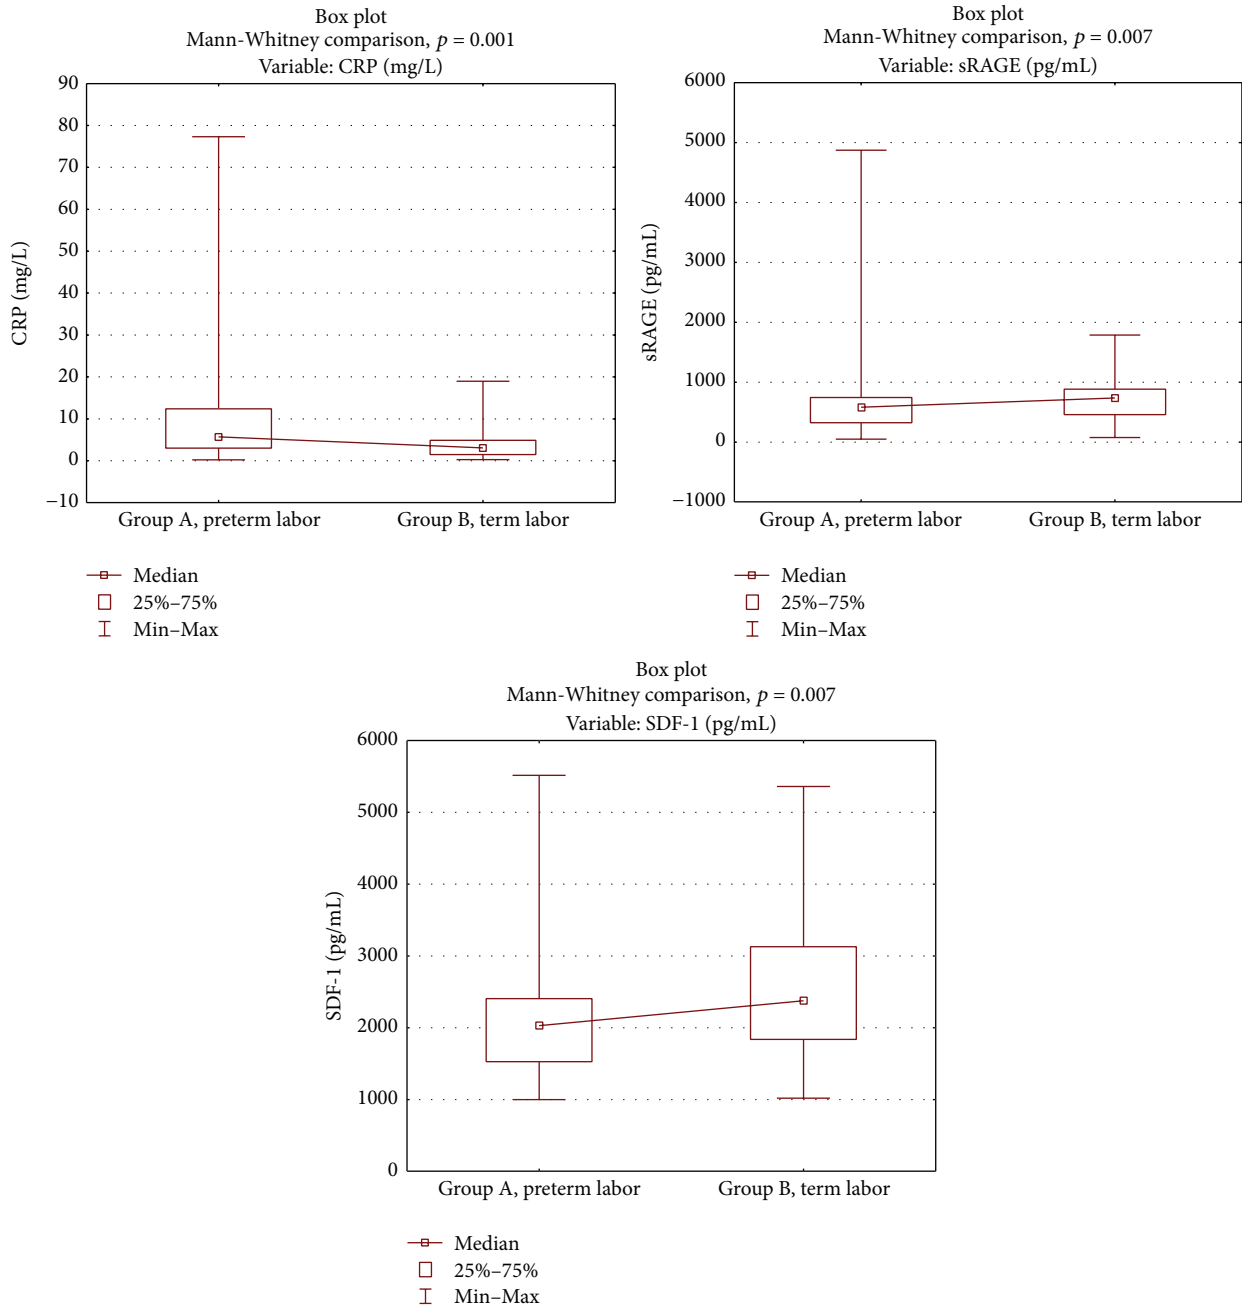 Box plot
Mann-Whitney comparison, p = 0.001
Variable: CRP (mg/L)
90
80
70
60
50
40
30
20
10
0
−10
CRP (mg/L)
Group A, preterm labor
Group B, term labor
Median
25%–75%
Min–Max
Box plot
Mann-Whitney comparison, p = 0.007
Variable: sRAGE (pg/mL)
6000
5000
4000
3000
2000
1000
0
−1000
sRAGE (pg/mL)
Group A, preterm labor
Group B, term labor
Median
25%–75%
Min–Max
Box plot
Mann-Whitney comparison, p = 0.007
Variable: SDF-1 (pg/mL)
6000
5000
4000
3000
2000
1000
0
SDF-1 (pg/mL)
Group A, preterm labor
Group B, term labor
Median
25%–75%
Min–Max